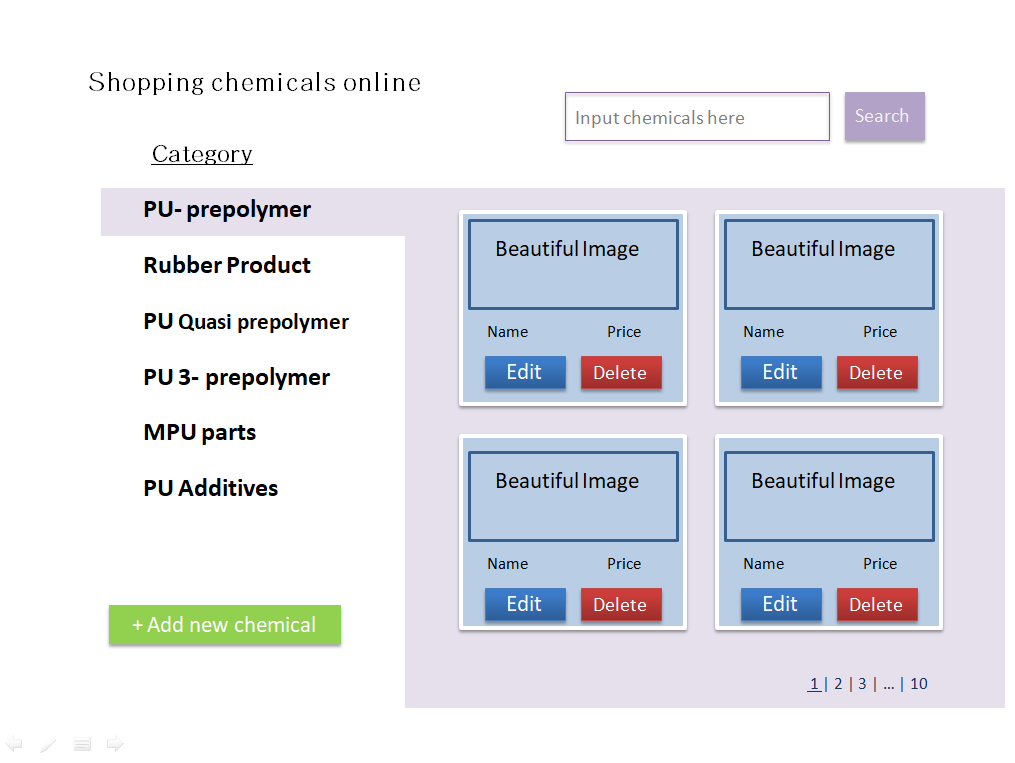 Shopping chemicals online
Input chemicals here
Search
Category
PU- prepolymer
Rubber Product
PU Quasi prepolymer
PU 3- prepolymer
MPU parts
PU Additives
+ Add new chemical
Beautiful Image
Name Price
Edit Delete
Beautiful Image
Name Price
Edit Delete
Beautiful Image
Name Price
Edit Delete
Beautiful Image
Name Price
Edit Delete
1 | 2 | 3 | ... | 10